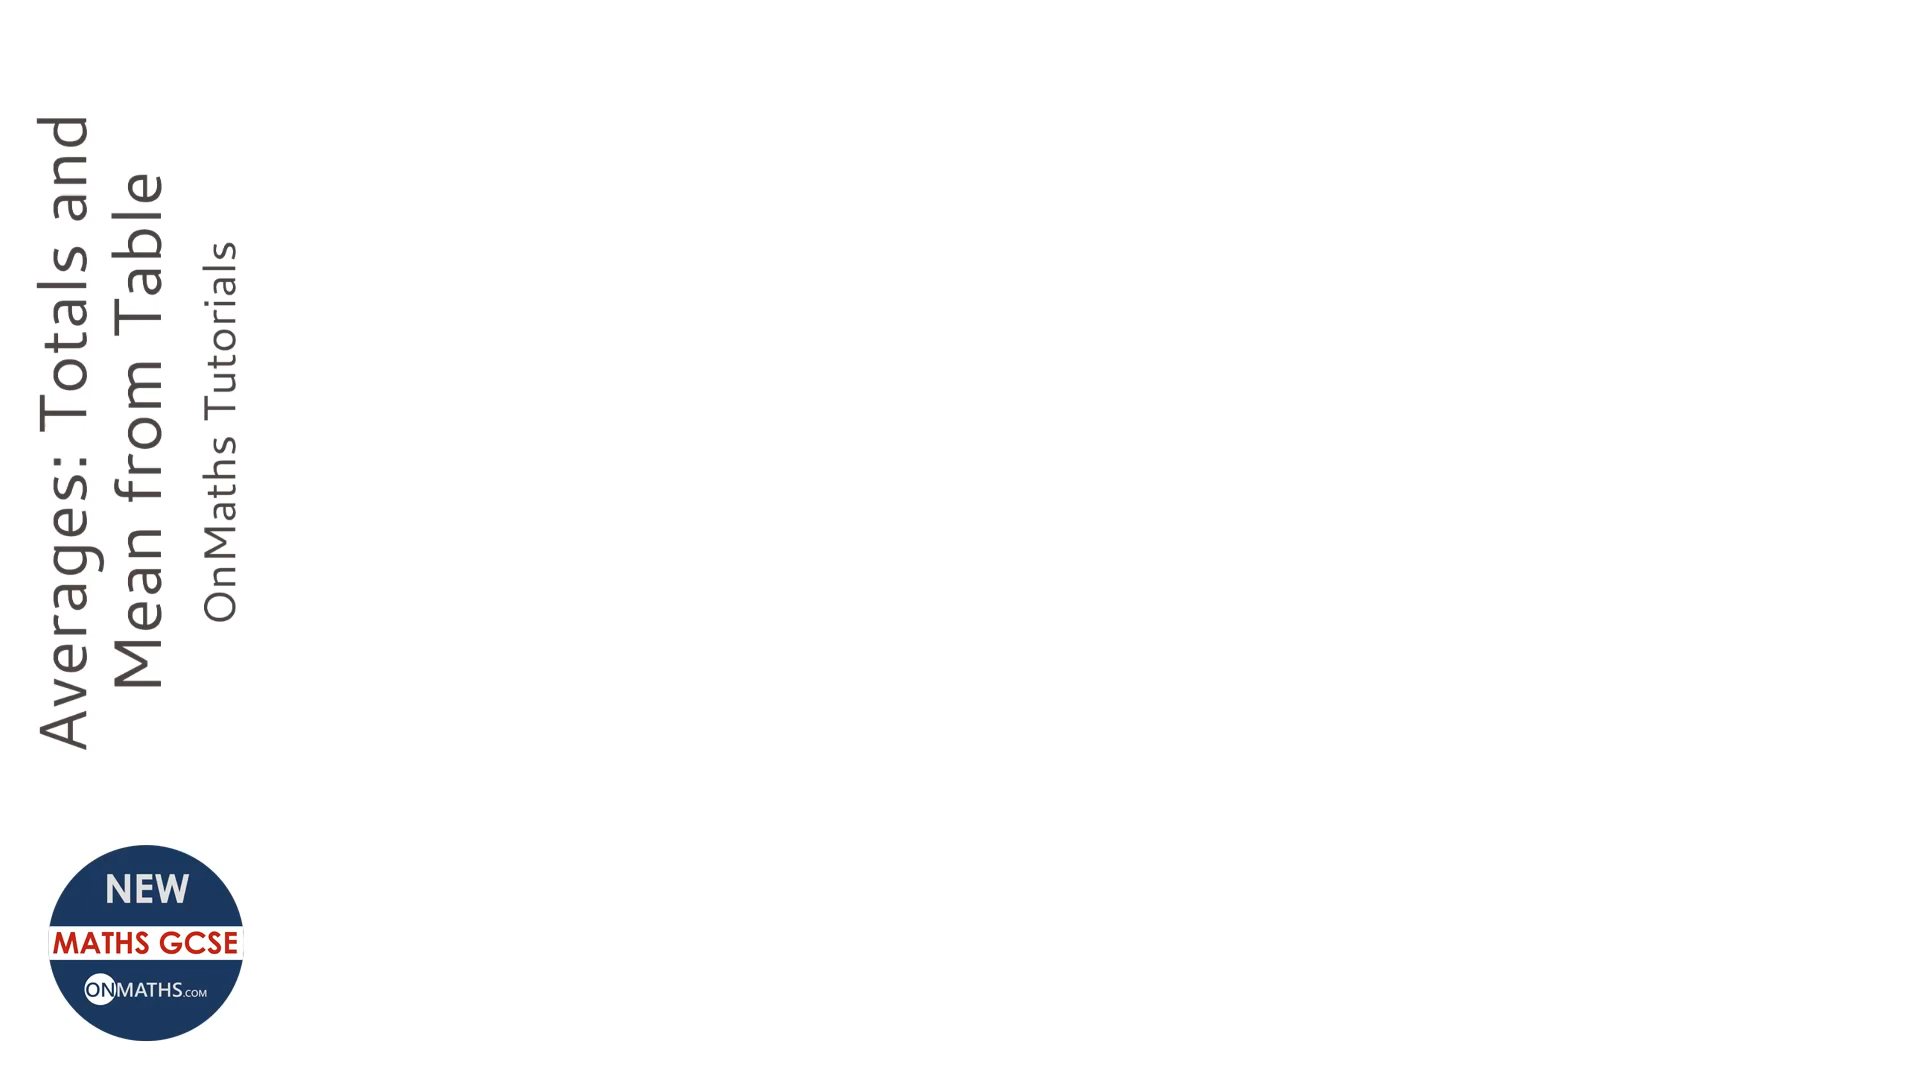 Averages: Totals and
Mean from Table
OnMaths Tutorials
NEW
MATHS GCSE
ONMATHS.COM